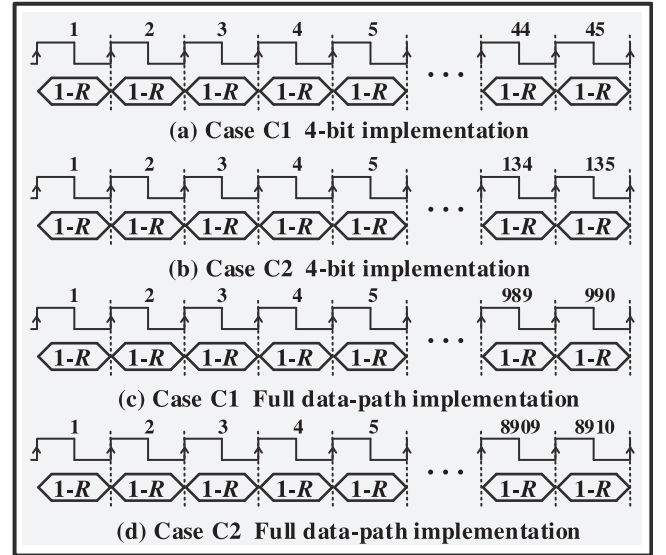 1 2 3 4 5 44 45
1-R 1-R 1-R 1-R 1-R ... 1-R 1-R
(a) Case C1 4-bit implementation
1 2 3 4 5 134 135
1-R 1-R 1-R 1-R 1-R ... 1-R 1-R
(b) Case C2 4-bit implementation
1 2 3 4 5 989 990
1-R 1-R 1-R 1-R 1-R ... 1-R 1-R
(c) Case C1 Full data-path implementation
1 2 3 4 5 8909 8910
1-R 1-R 1-R 1-R 1-R ... 1-R 1-R
(d) Case C2 Full data-path implementation